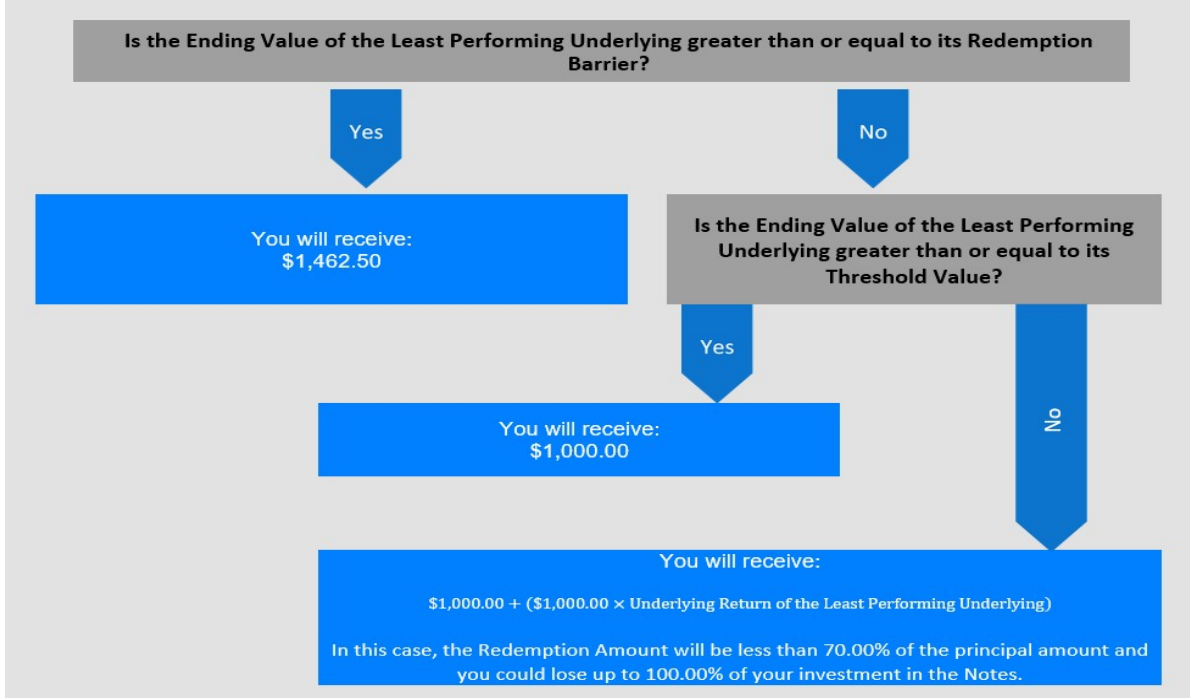 Is the Ending Value of the Least Performing Underlying greater than or equal to its Redemption
Barrier?
Yes
No
You will receive:
$1,462.50
Is the Ending Value of the Least Performing
Underlying greater than or equal to its
Threshold Value?
Yes
No
You will receive:
$1,000.00
You will receive:
$1,000.00 + ($1,000.00 × Underlying Return of the Least Performing Underlying)
In this case, the Redemption Amount will be less than 70.00% of the principal amount and
you could lose up to 100.00% of your investment in the Notes.